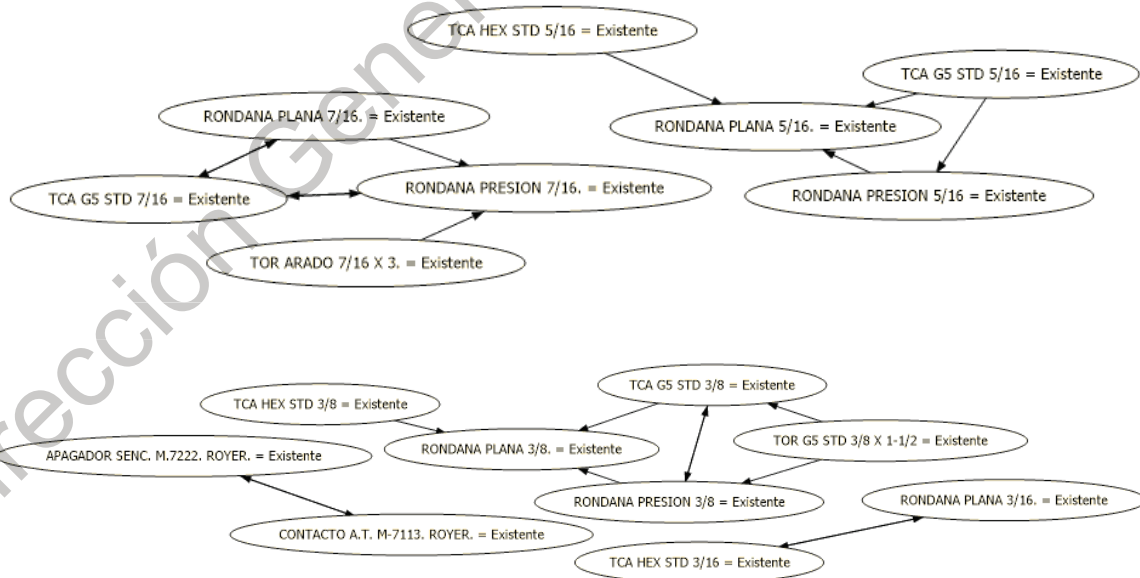 TCA HEX STD 5/16 = Existente
TCA G5 STD 5/16 = Existente
RONDANA PLANA 7/16. = Existente
RONDANA PLANA 5/16. = Existente
TCA G5 STD 7/16 = Existente
RONDANA PRESION 7/16. = Existente
RONDANA PRESION 5/16 = Existente
TOR ARADO 7/16 X 3. = Existente
TCA G5 STD 3/8 = Existente
TCA HEX STD 3/8 = Existente
TOR G5 STD 3/8 X 1-1/2 = Existente
RONDANA PLANA 3/8. = Existente
APAGADOR SENC. M.7222. ROYER. = Existente
RONDANA PRESION 3/8 = Existente
RONDANA PLANA 3/16. = Existente
CONTACTO A.T. M-7113. ROYER. = Existente
TCA HEX STD 3/16 = Existente